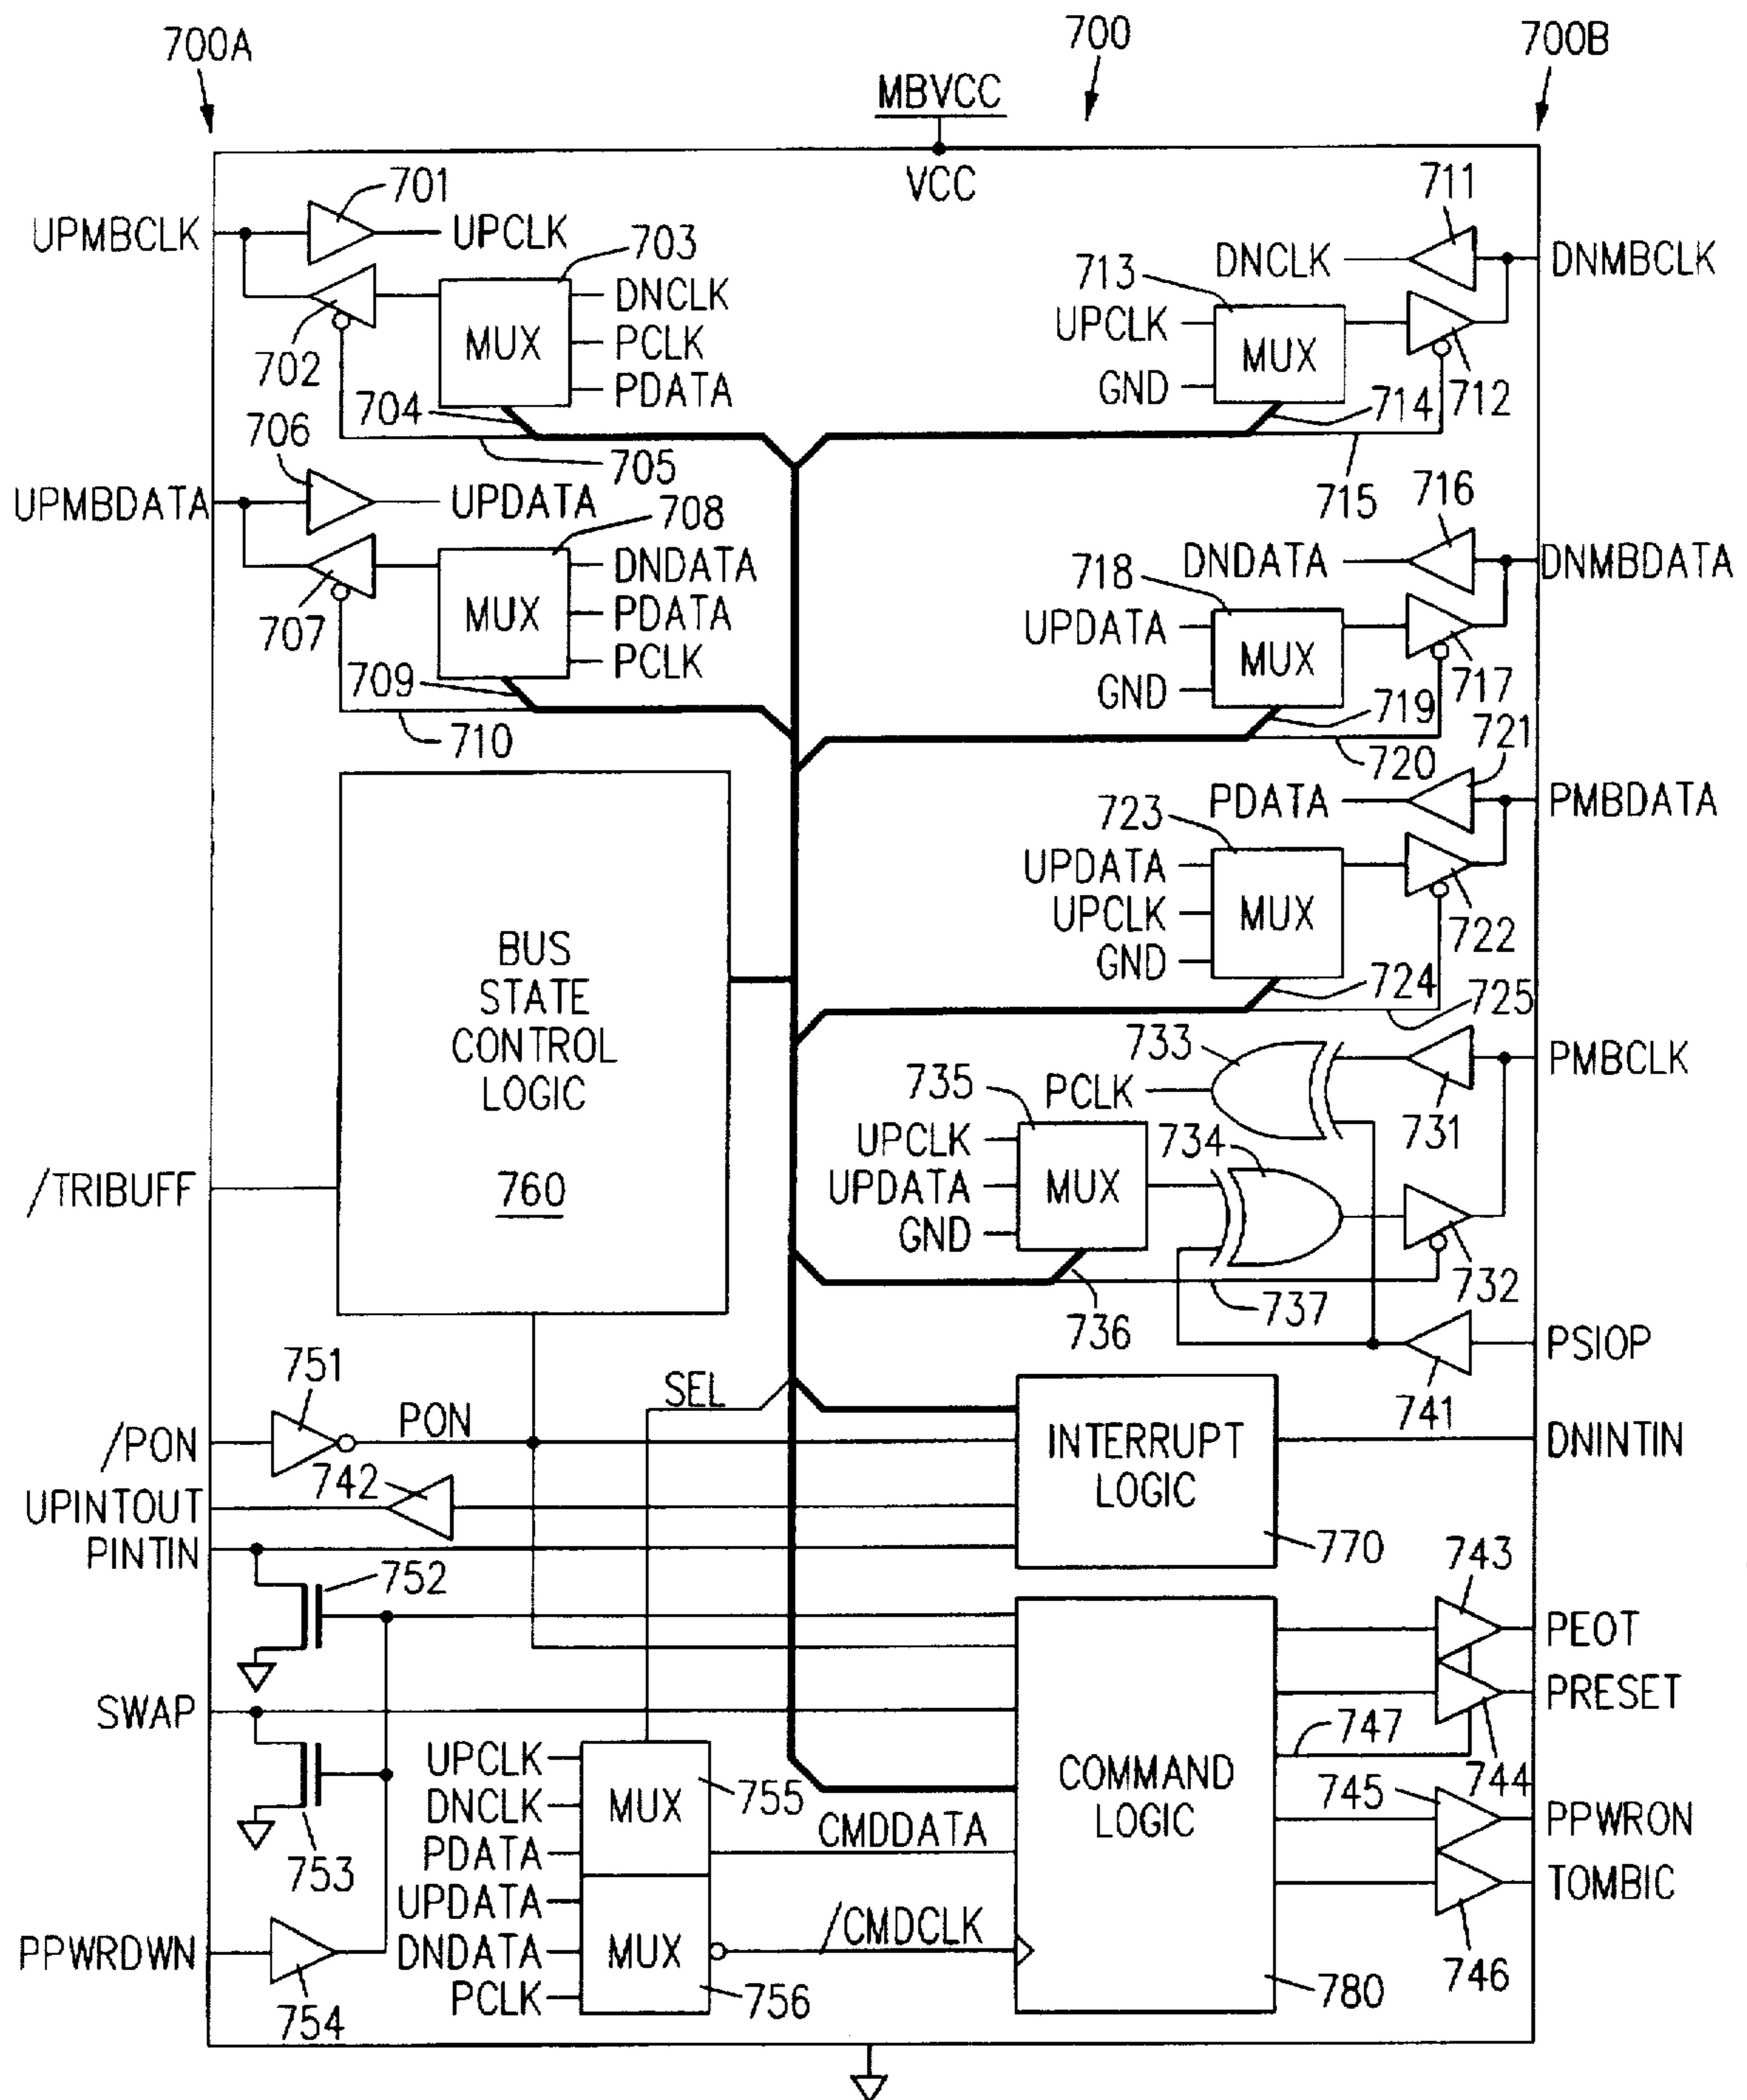 700A
700
700B
MBVCC
VCC
UPMBCLK
701
UPCLK
702
703
MUX
DNCLK
PCLK
PDATA
704
705
UPMBDATA
706
UPDATA
707
708
MUX
DNDATA
PDATA
PCLK
709
710
711
DNCLK
DNMBCLK
713
UPCLK
GND
MUX
712
714
715
716
DNDATA
DNMBDATA
718
UPDATA
GND
MUX
717
719
720
721
PDATA
PMBDATA
723
UPDATA
UPCLK
GND
MUX
722
724
725
BUS
STATE
CONTROL
LOGIC
760
/TRIBUFF
733
PCLK
731
PMBCLK
735
UPCLK
UPDATA
GND
MUX
734
732
736
737
PSIOP
741
751
/PON
PON
SEL
742
UPINTOUT
PINTIN
INTERRUPT
LOGIC
770
DNINTIN
752
SWAP
753
PPWRDWN
754
UPCLK
DNCLK
PDATA
MUX
755
CMDDATA
UPDATA
DNDATA
PCLK
MUX
756
/CMDCLK
COMMAND
LOGIC
780
743
PEOT
PRESET
747
744
745
PPWRON
TOMBIC
746